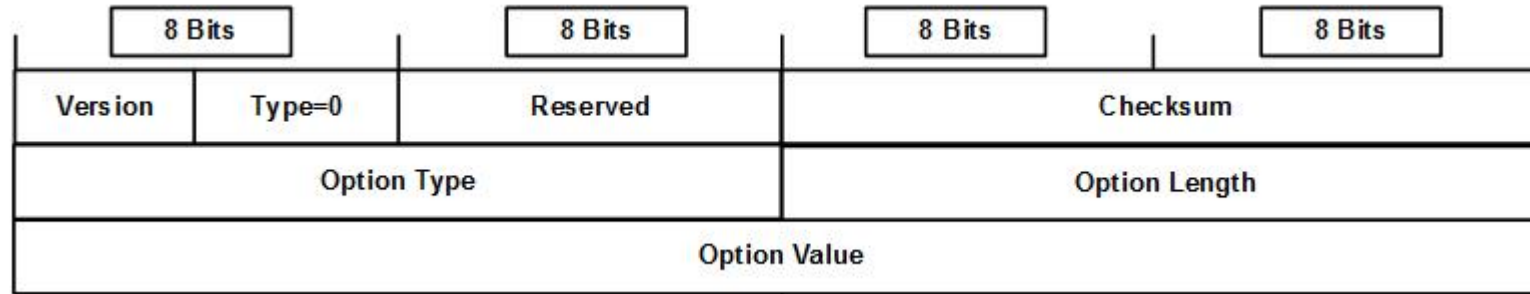 8 Bits 8 Bits 8 Bits 8 Bits
Version Type=0 Reserved Checksum
Option Type Option Length
Option Value